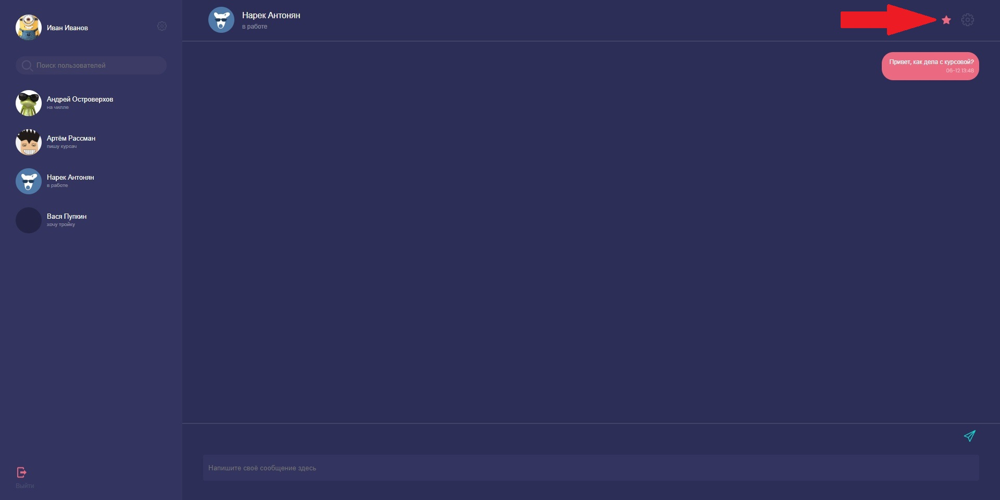 Иван Иванов
Поиск пользователей
Андрей Островерхов
на чилле
Артём Рассман
пишу курсач
Нарек Антонян
в работе
Вася Пупкин
хочу тройку
Выйти
Нарек Антонян
в работе
Привет, как дела с курсовой?
06-12 13:48
Напишите своё сообщение здесь